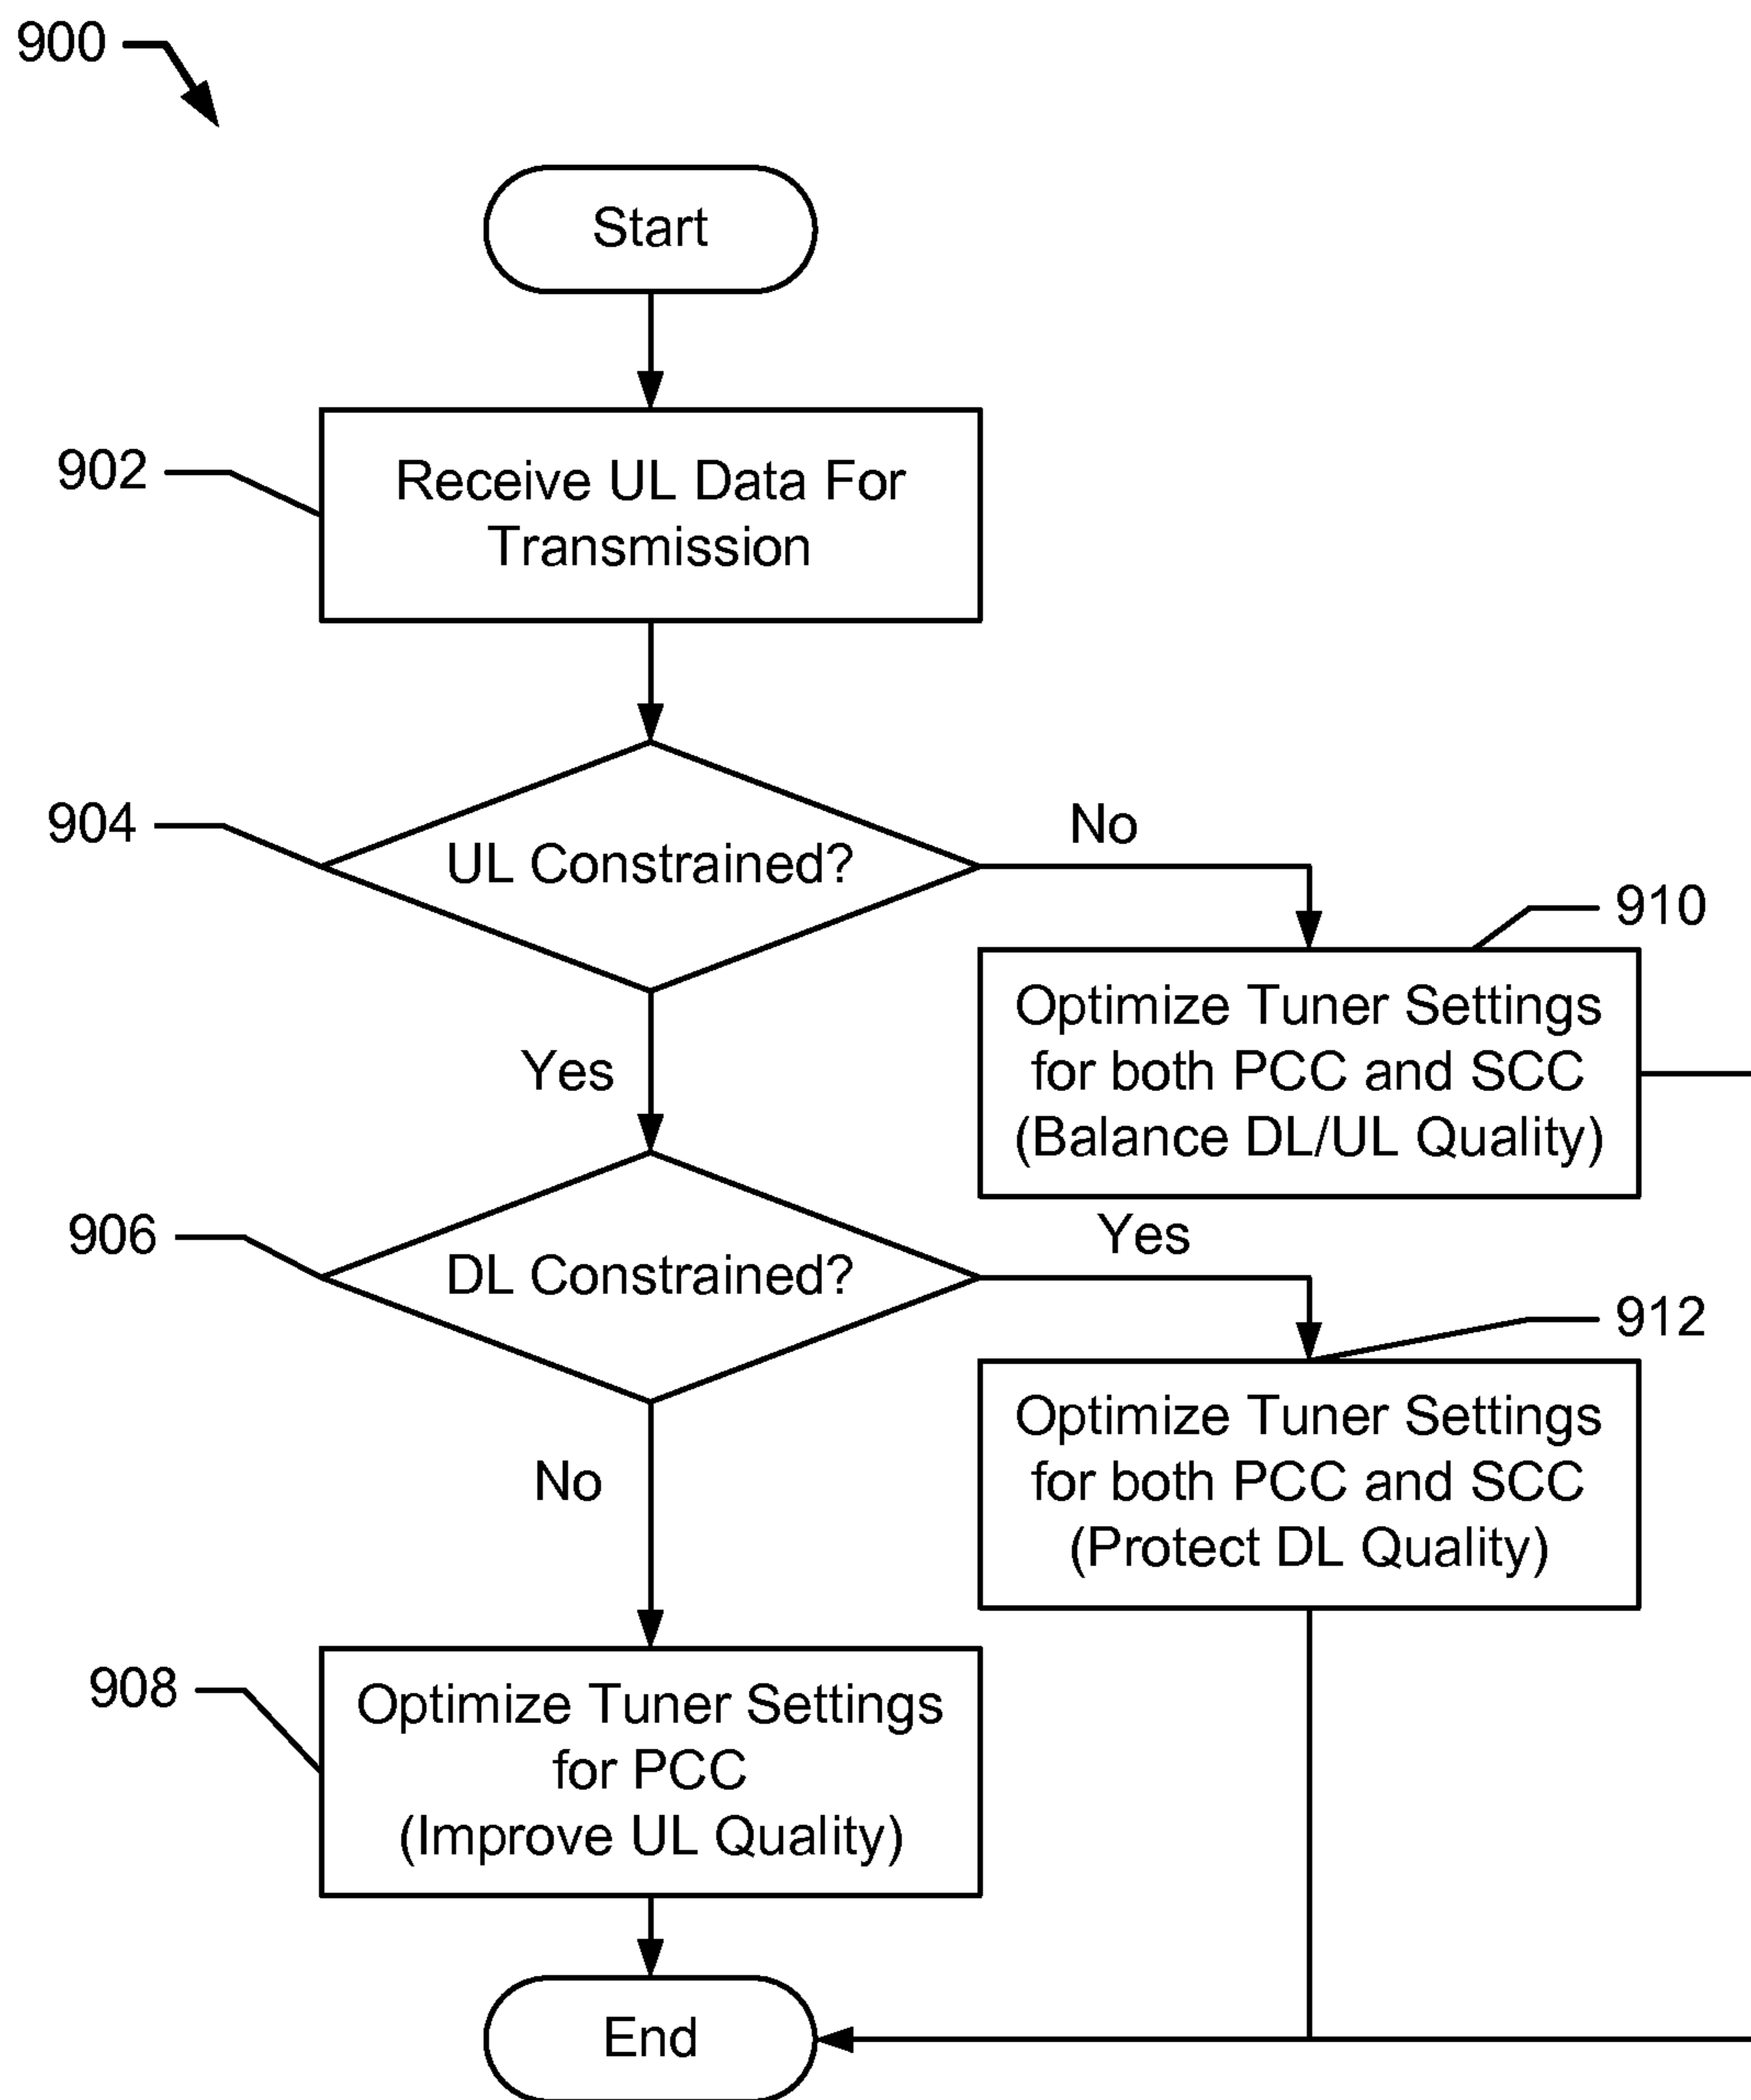 900
Start
902
Receive UL Data For
Transmission
904
UL Constrained?
No
910
Optimize Tuner Settings
for both PCC and SCC
(Balance DL/UL Quality)
Yes
906
DL Constrained?
Yes
912
Optimize Tuner Settings
for both PCC and SCC
(Protect DL Quality)
No
908
Optimize Tuner Settings
for PCC
(Improve UL Quality)
End